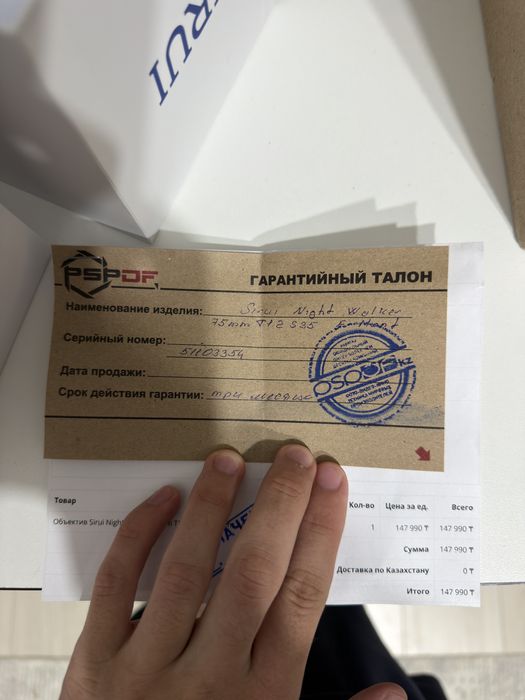 SIRUI
PSPDF
ГАРАНТИЙНЫЙ ТАЛОН
Наименование изделия: Sirui Night Walker
75mm T1.2 S35
Серийный номер:
51103354
Дата продажи:
Срок действия гарантии: три месяца
Товар Кол-во Цена за ед. Всего
Объектив Sirui Night 1 147 990 ₸ 147 990 ₸
Сумма 147 990 ₸
Доставка по Казахстану 0 ₸
Итого 147 990 ₸